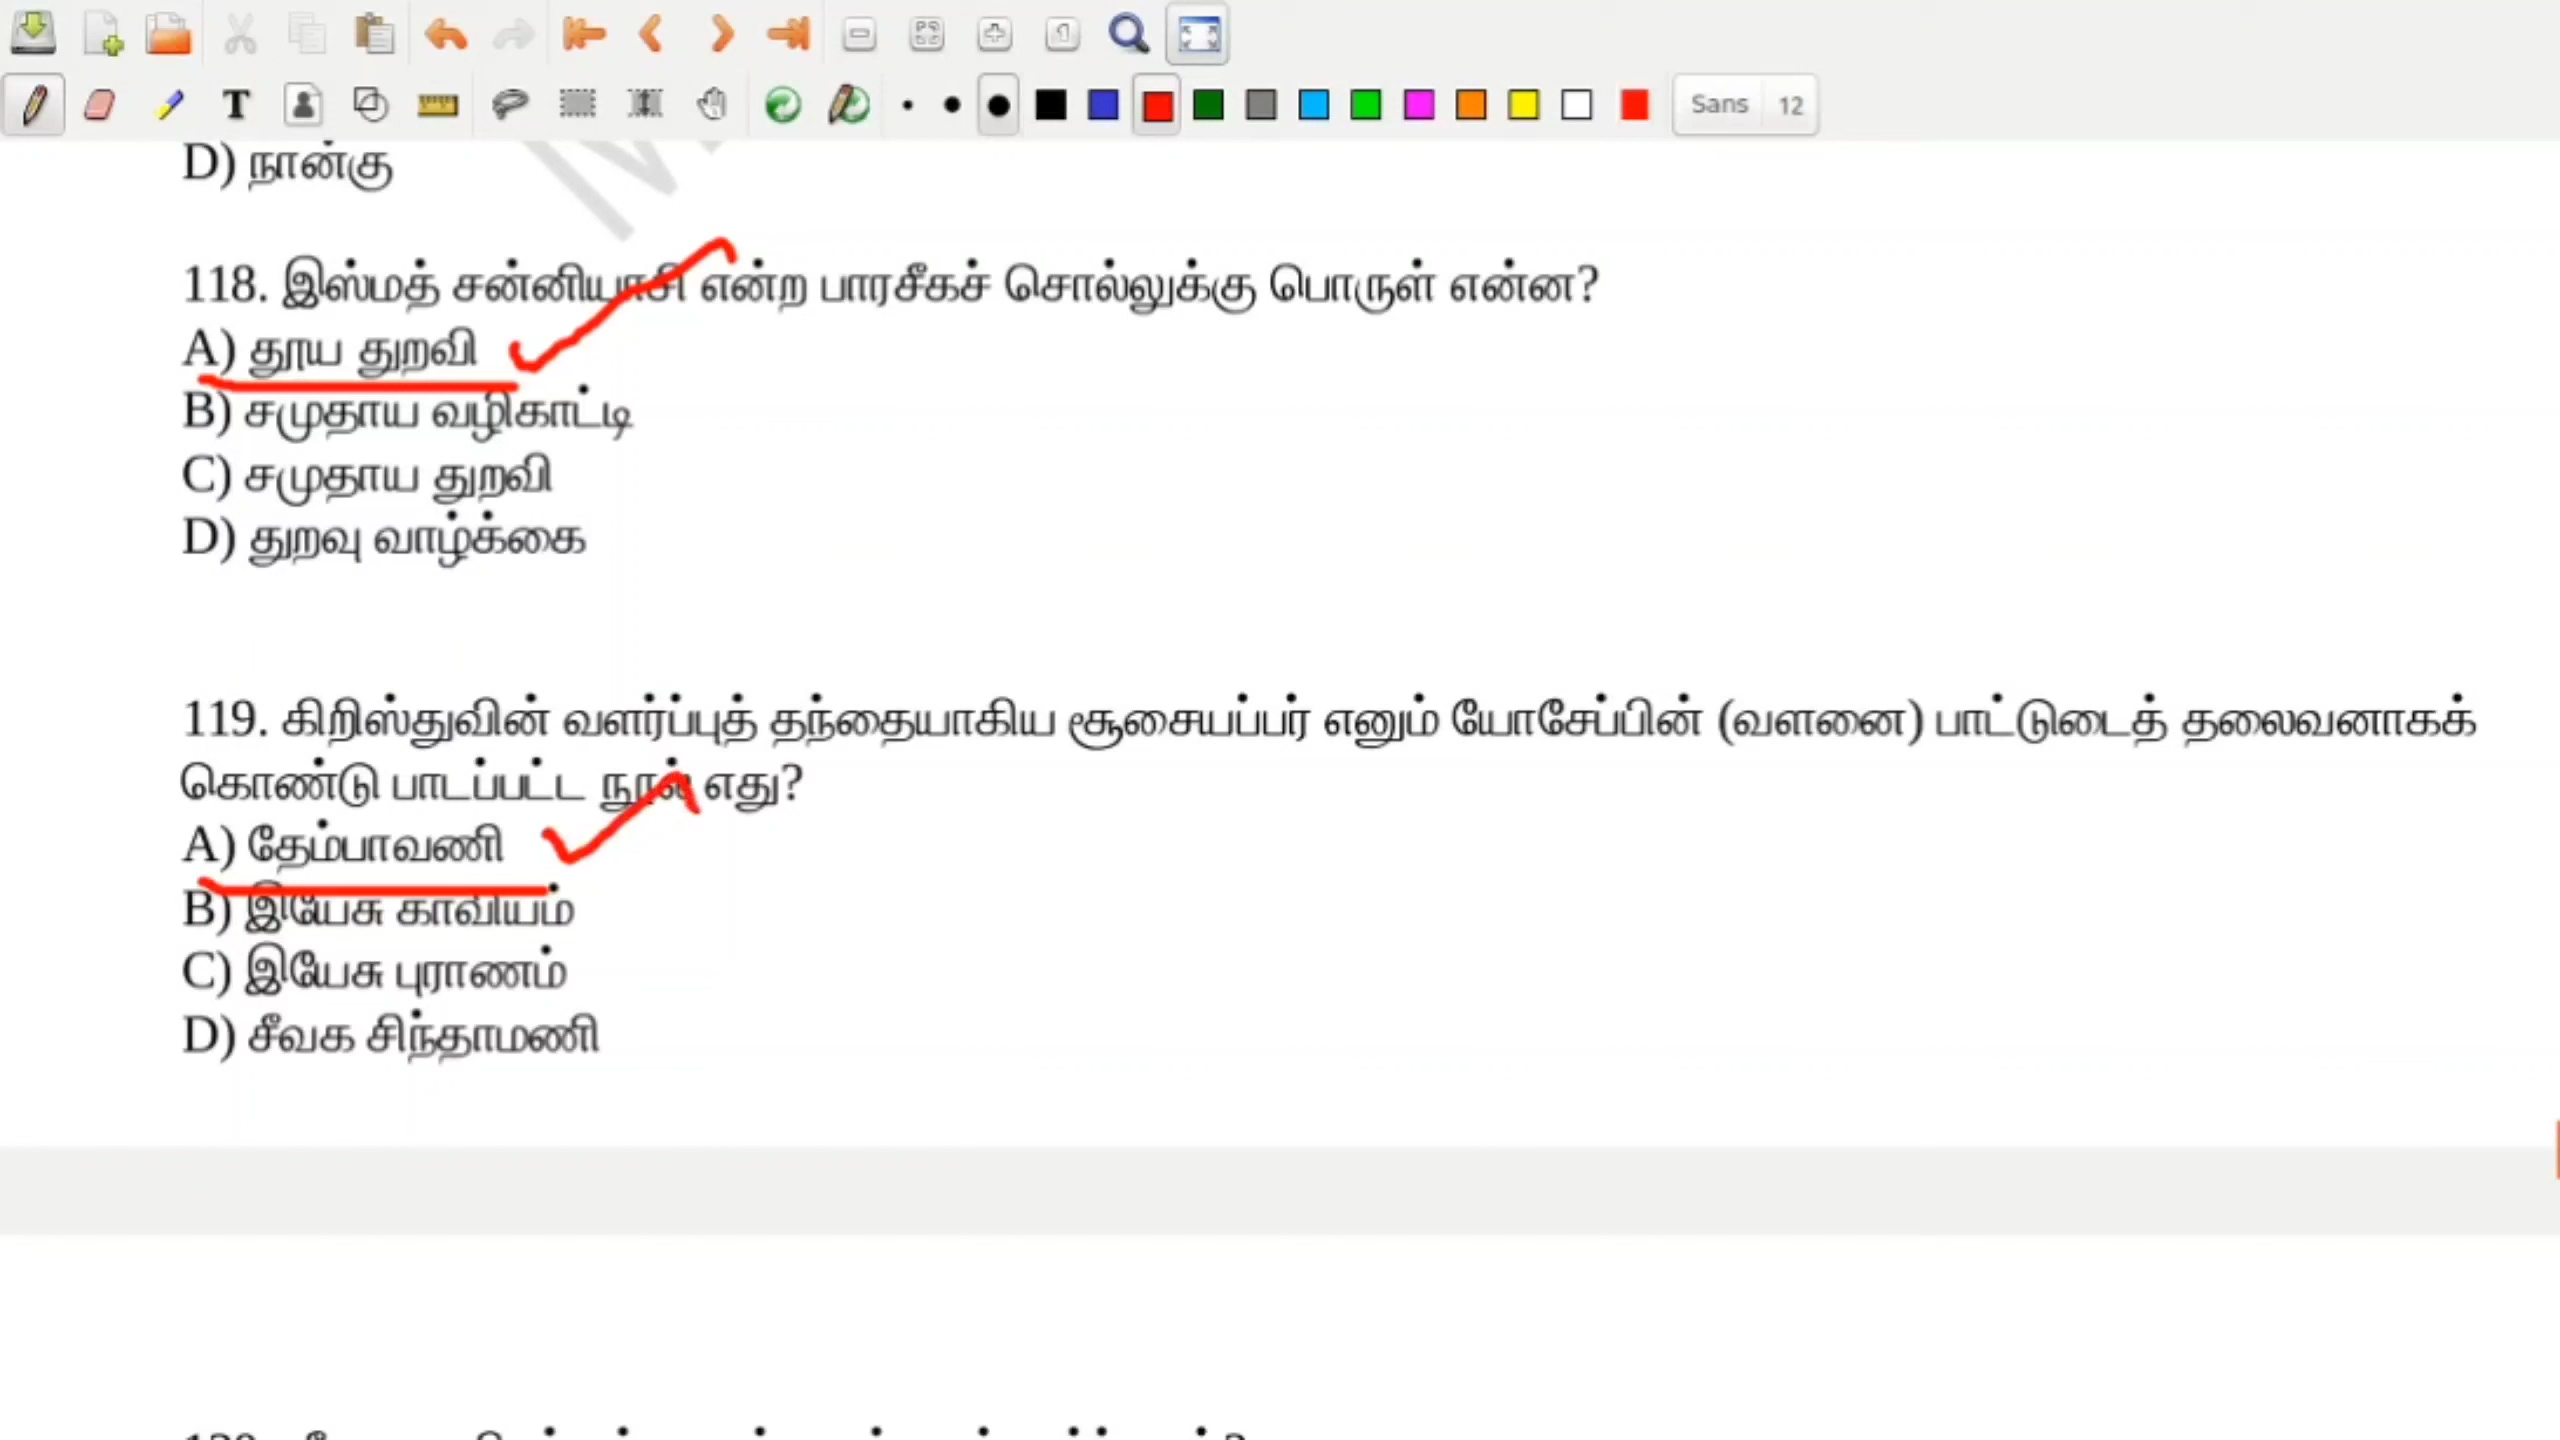 Sans 12
D) நான்கு
118. இஸ்மத் சன்னியாசி என்ற பாரசீகச் சொல்லுக்கு பொருள் என்ன?
A) தூய துறவி
B) சமுதாய வழிகாட்டி
C) சமுதாய துறவி
D) துறவு வாழ்க்கை
119. கிறிஸ்துவின் வளர்ப்புத் தந்தையாகிய சூசையப்பர் எனும் யோசேப்பின் (வளனை) பாட்டுடைத் தலைவனாகக்
கொண்டு பாடப்பட்ட நூல் எது?
A) தேம்பாவணி
B) இயேசு காவியம்
C) இயேசு புராணம்
D) சீவக சிந்தாமணி